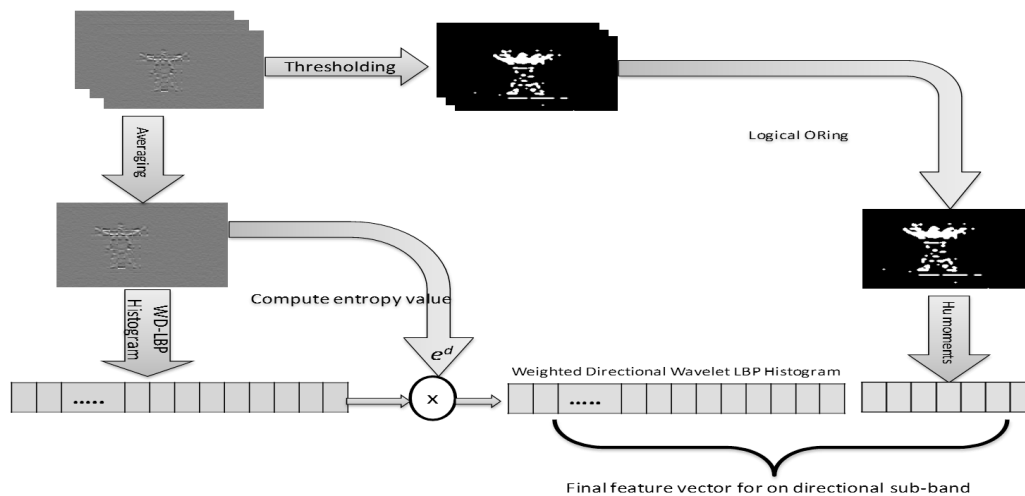 Thresholding
Averaging
Logical ORing
Compute entropy value
WD-LBP
Histogram
e^d
Hu moments
Weighted Directional Wavelet LBP Histogram
.....
x
.....
Final feature vector for on directional sub-band